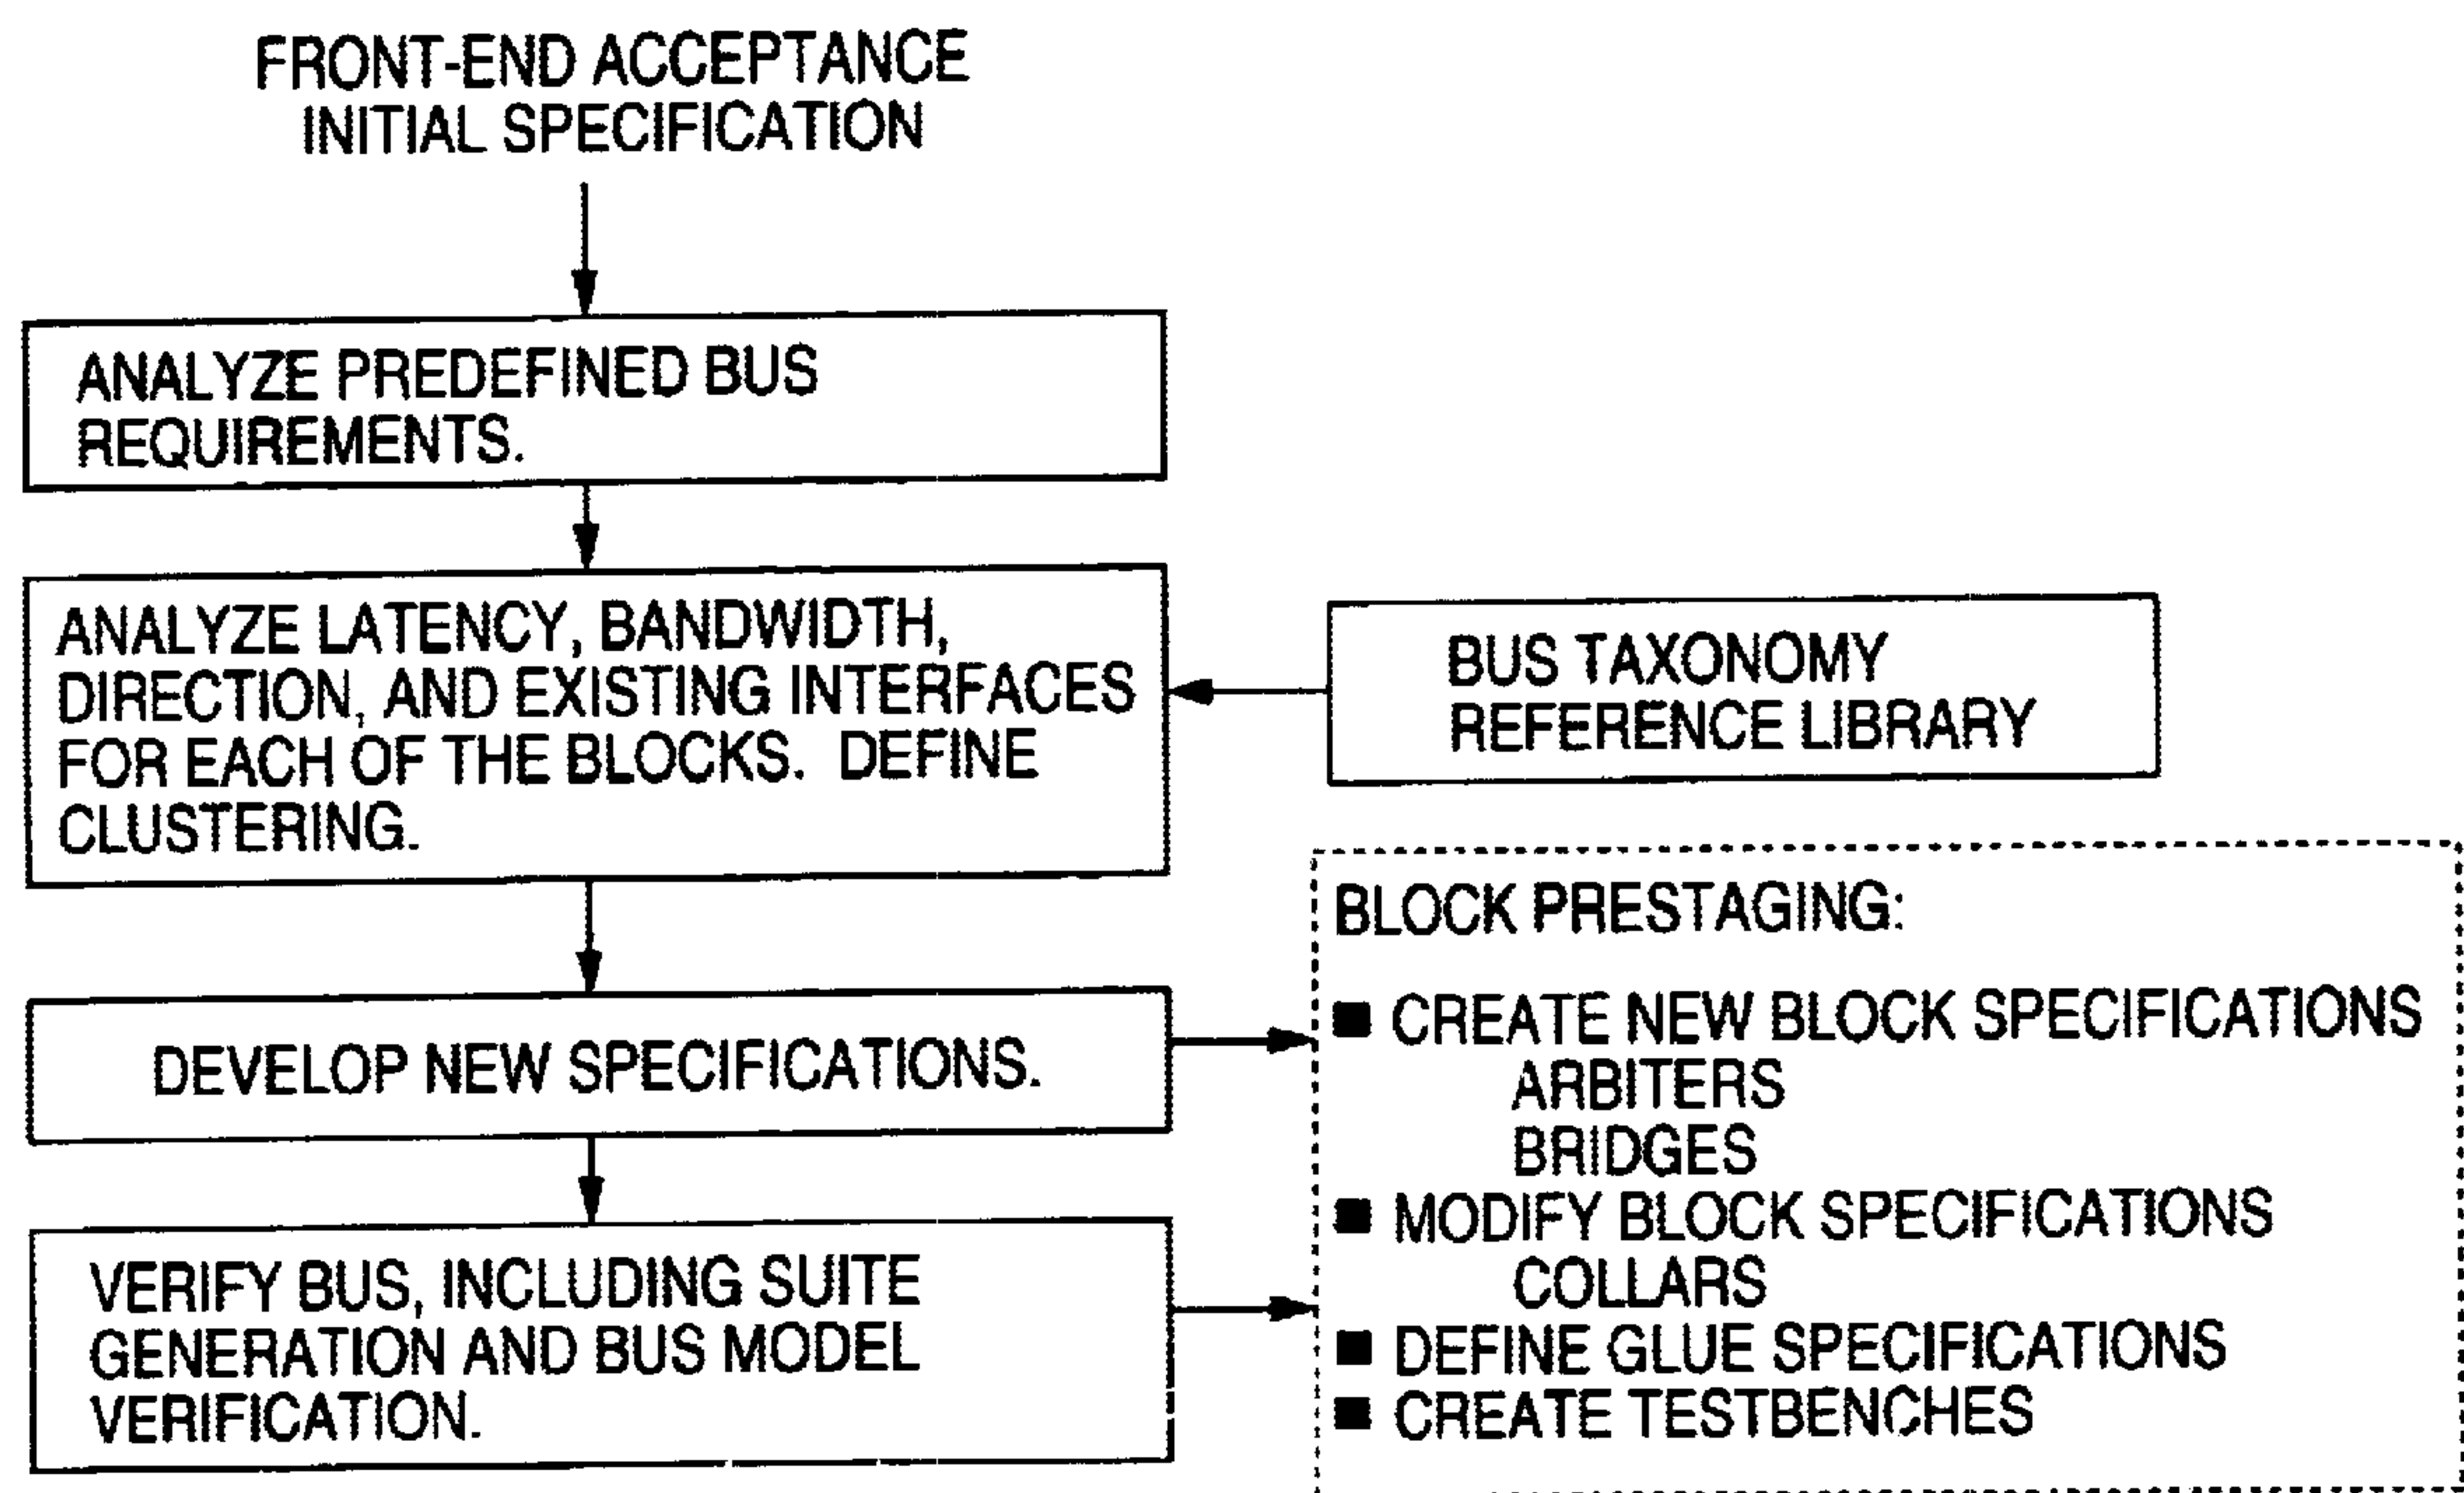 FRONT-END ACCEPTANCE
INITIAL SPECIFICATION
ANALYZE PREDEFINED BUS
REQUIREMENTS.
ANALYZE LATENCY, BANDWIDTH,
DIRECTION, AND EXISTING INTERFACES
FOR EACH OF THE BLOCKS. DEFINE
CLUSTERING.
BUS TAXONOMY
REFERENCE LIBRARY
DEVELOP NEW SPECIFICATIONS.
VERIFY BUS, INCLUDING SUITE
GENERATION AND BUS MODEL
VERIFICATION.
BLOCK PRESTAGING:
■ CREATE NEW BLOCK SPECIFICATIONS
ARBITERS
BRIDGES
■ MODIFY BLOCK SPECIFICATIONS
COLLARS
■ DEFINE GLUE SPECIFICATIONS
■ CREATE TESTBENCHES